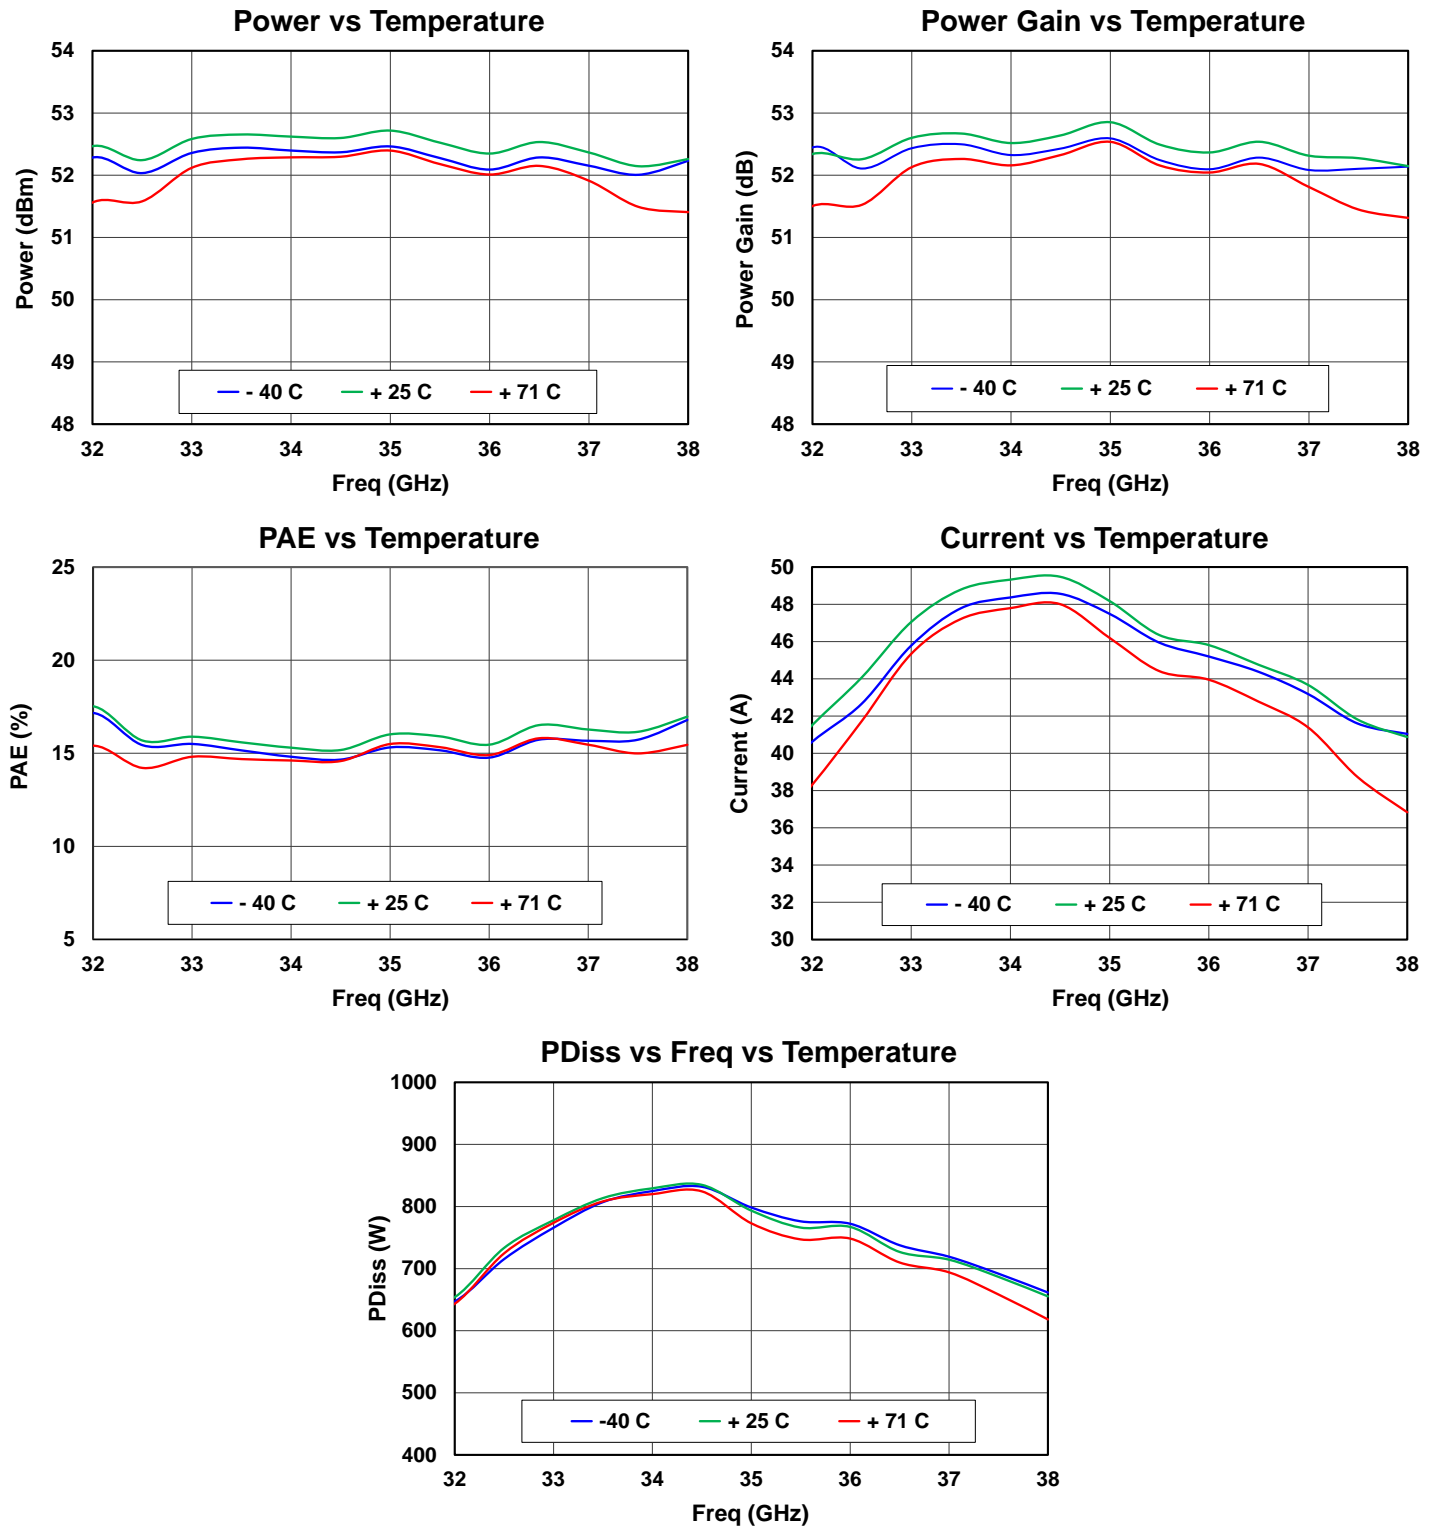 Power vs Temperature
54
53
52
51
50
49
48
Power (dBm)
- 40 C
+ 25 C
+ 71 C
32
33
34
35
36
37
38
Freq (GHz)
Power Gain vs Temperature
54
53
52
51
50
49
48
Power Gain (dB)
- 40 C
+ 25 C
+ 71 C
32
33
34
35
36
37
38
Freq (GHz)
PAE vs Temperature
25
20
15
10
5
PAE (%)
- 40 C
+ 25 C
+ 71 C
32
33
34
35
36
37
38
Freq (GHz)
Current vs Temperature
50
48
46
44
42
40
38
36
34
32
30
Current (A)
- 40 C
+ 25 C
+ 71 C
32
33
34
35
36
37
38
Freq (GHz)
PDiss vs Freq vs Temperature
1000
900
800
700
600
500
400
PDiss (W)
-40 C
+ 25 C
+ 71 C
32
33
34
35
36
37
38
Freq (GHz)